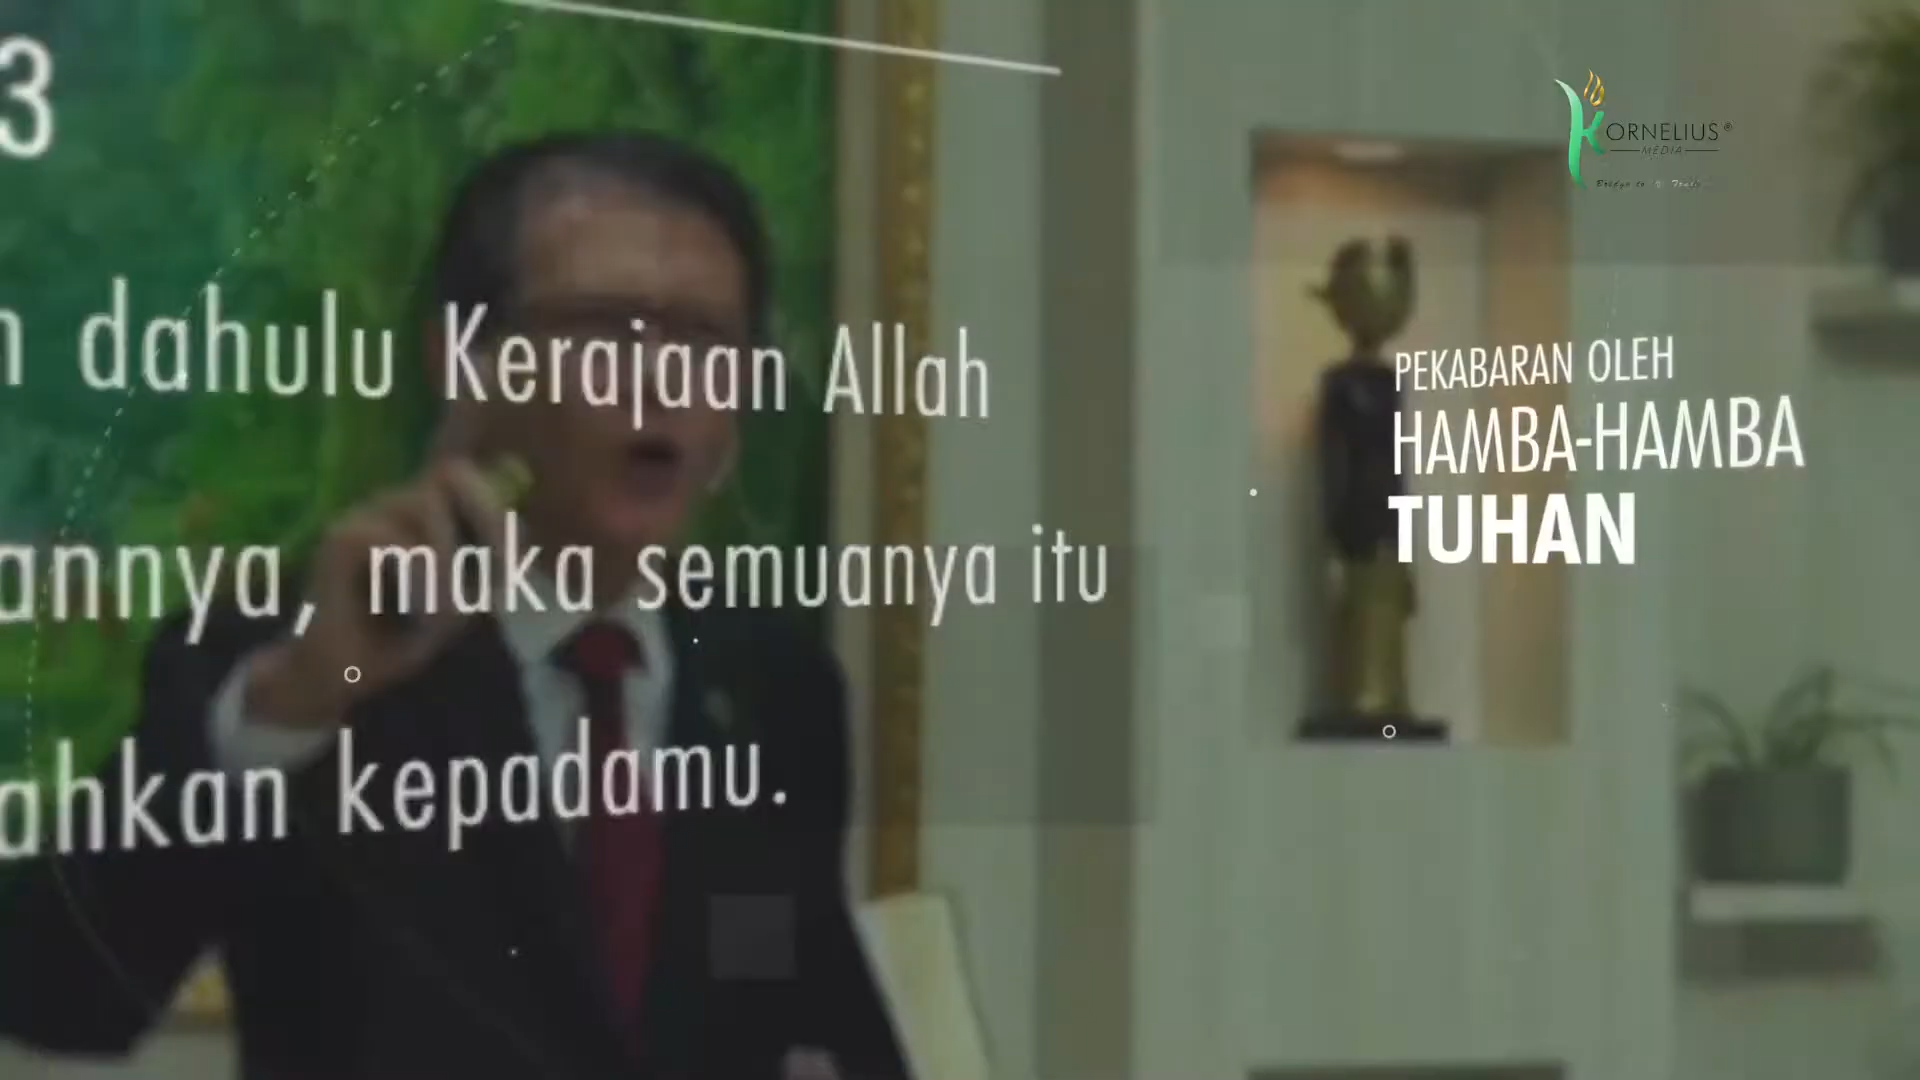 3
dahulu Kerajaan Allah
annya, maka semuanya itu
ahkan kepadamu.
KORNELIUS®
MEDIA
PEKABARAN OLEH
HAMBA-HAMBA
TUHAN